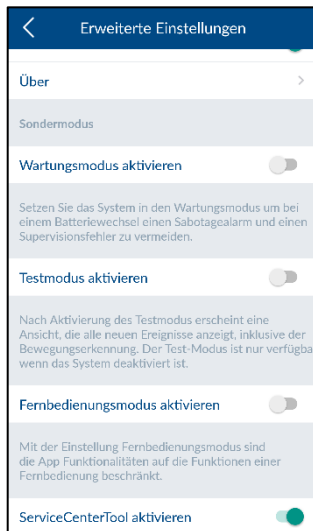 Erweiterte Einstellungen
Über
Sondermodus
Wartungsmodus aktivieren
Setzen Sie das System in den Wartungsmodus um bei
einem Batteriewechsel einen Sabotagealarm und einen
Supervisionsfehler zu vermeiden.
Testmodus aktivieren
Nach Aktivierung des Testmodus erscheint eine
Ansicht, die alle neuen Ereignisse anzeigt, inklusive der
Bewegungserkennung. Der Test-Modus ist nur verfügba
wenn das System deaktiviert ist.
Fernbedienungsmodus aktivieren
Mit der Einstellung Fernbedienungsmodus sind
die App Funktionalitäten auf die Funktionen einer
Fernbedienung beschränkt.
ServiceCenterTool aktivieren